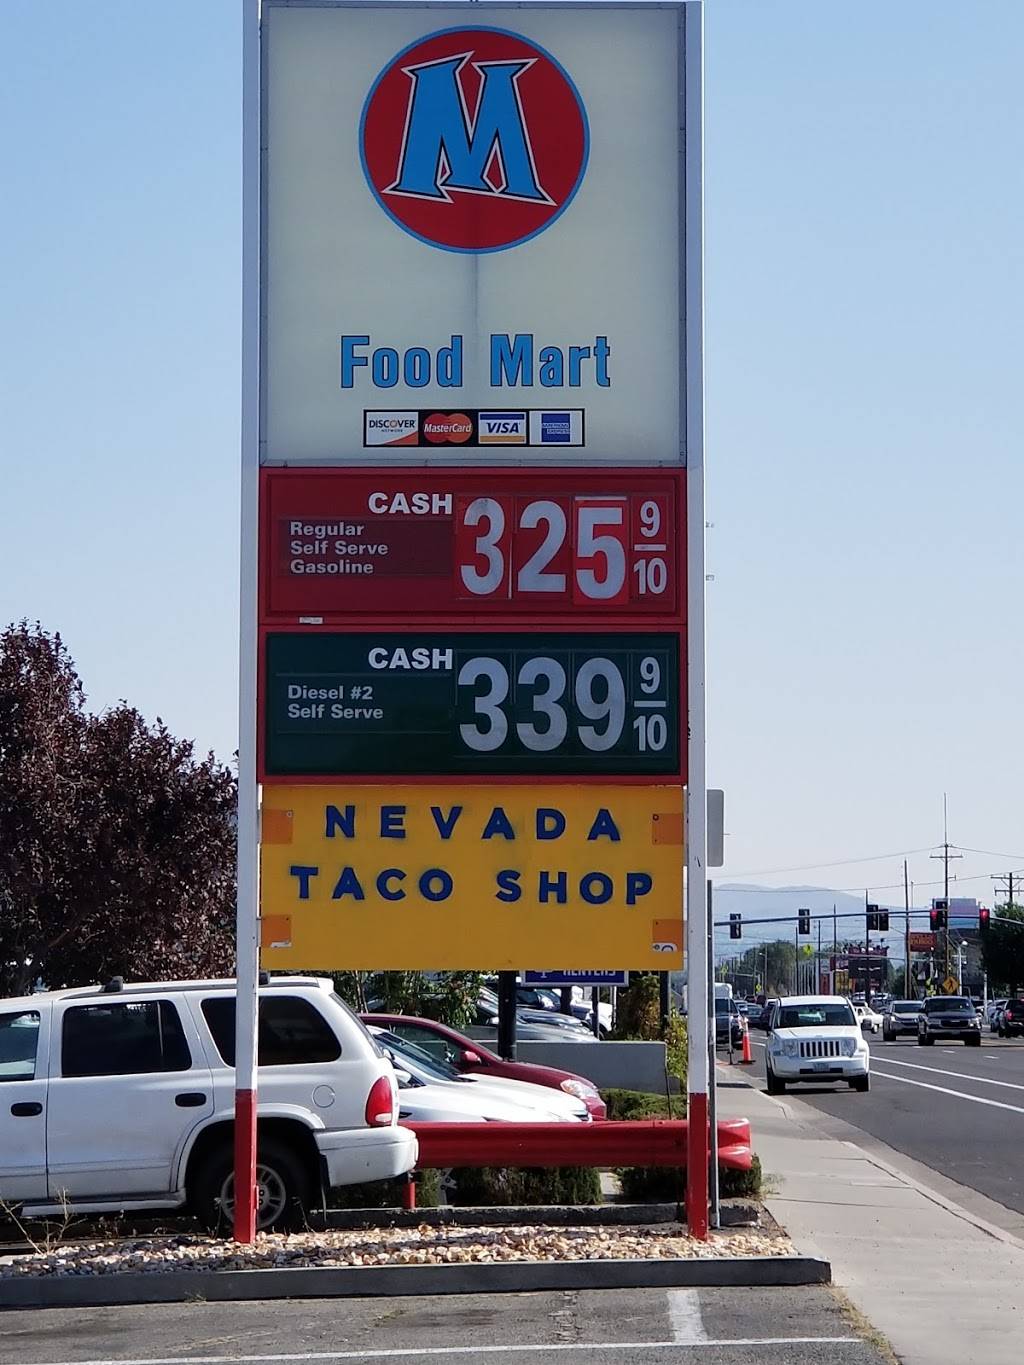 M
Food Mart
DISCOVER MasterCard VISA
CASH 325 9/10
Regular
Self Serve
Gasoline
CASH 339 9/10
Diesel #2
Self Serve
NEVADA
TACO SHOP